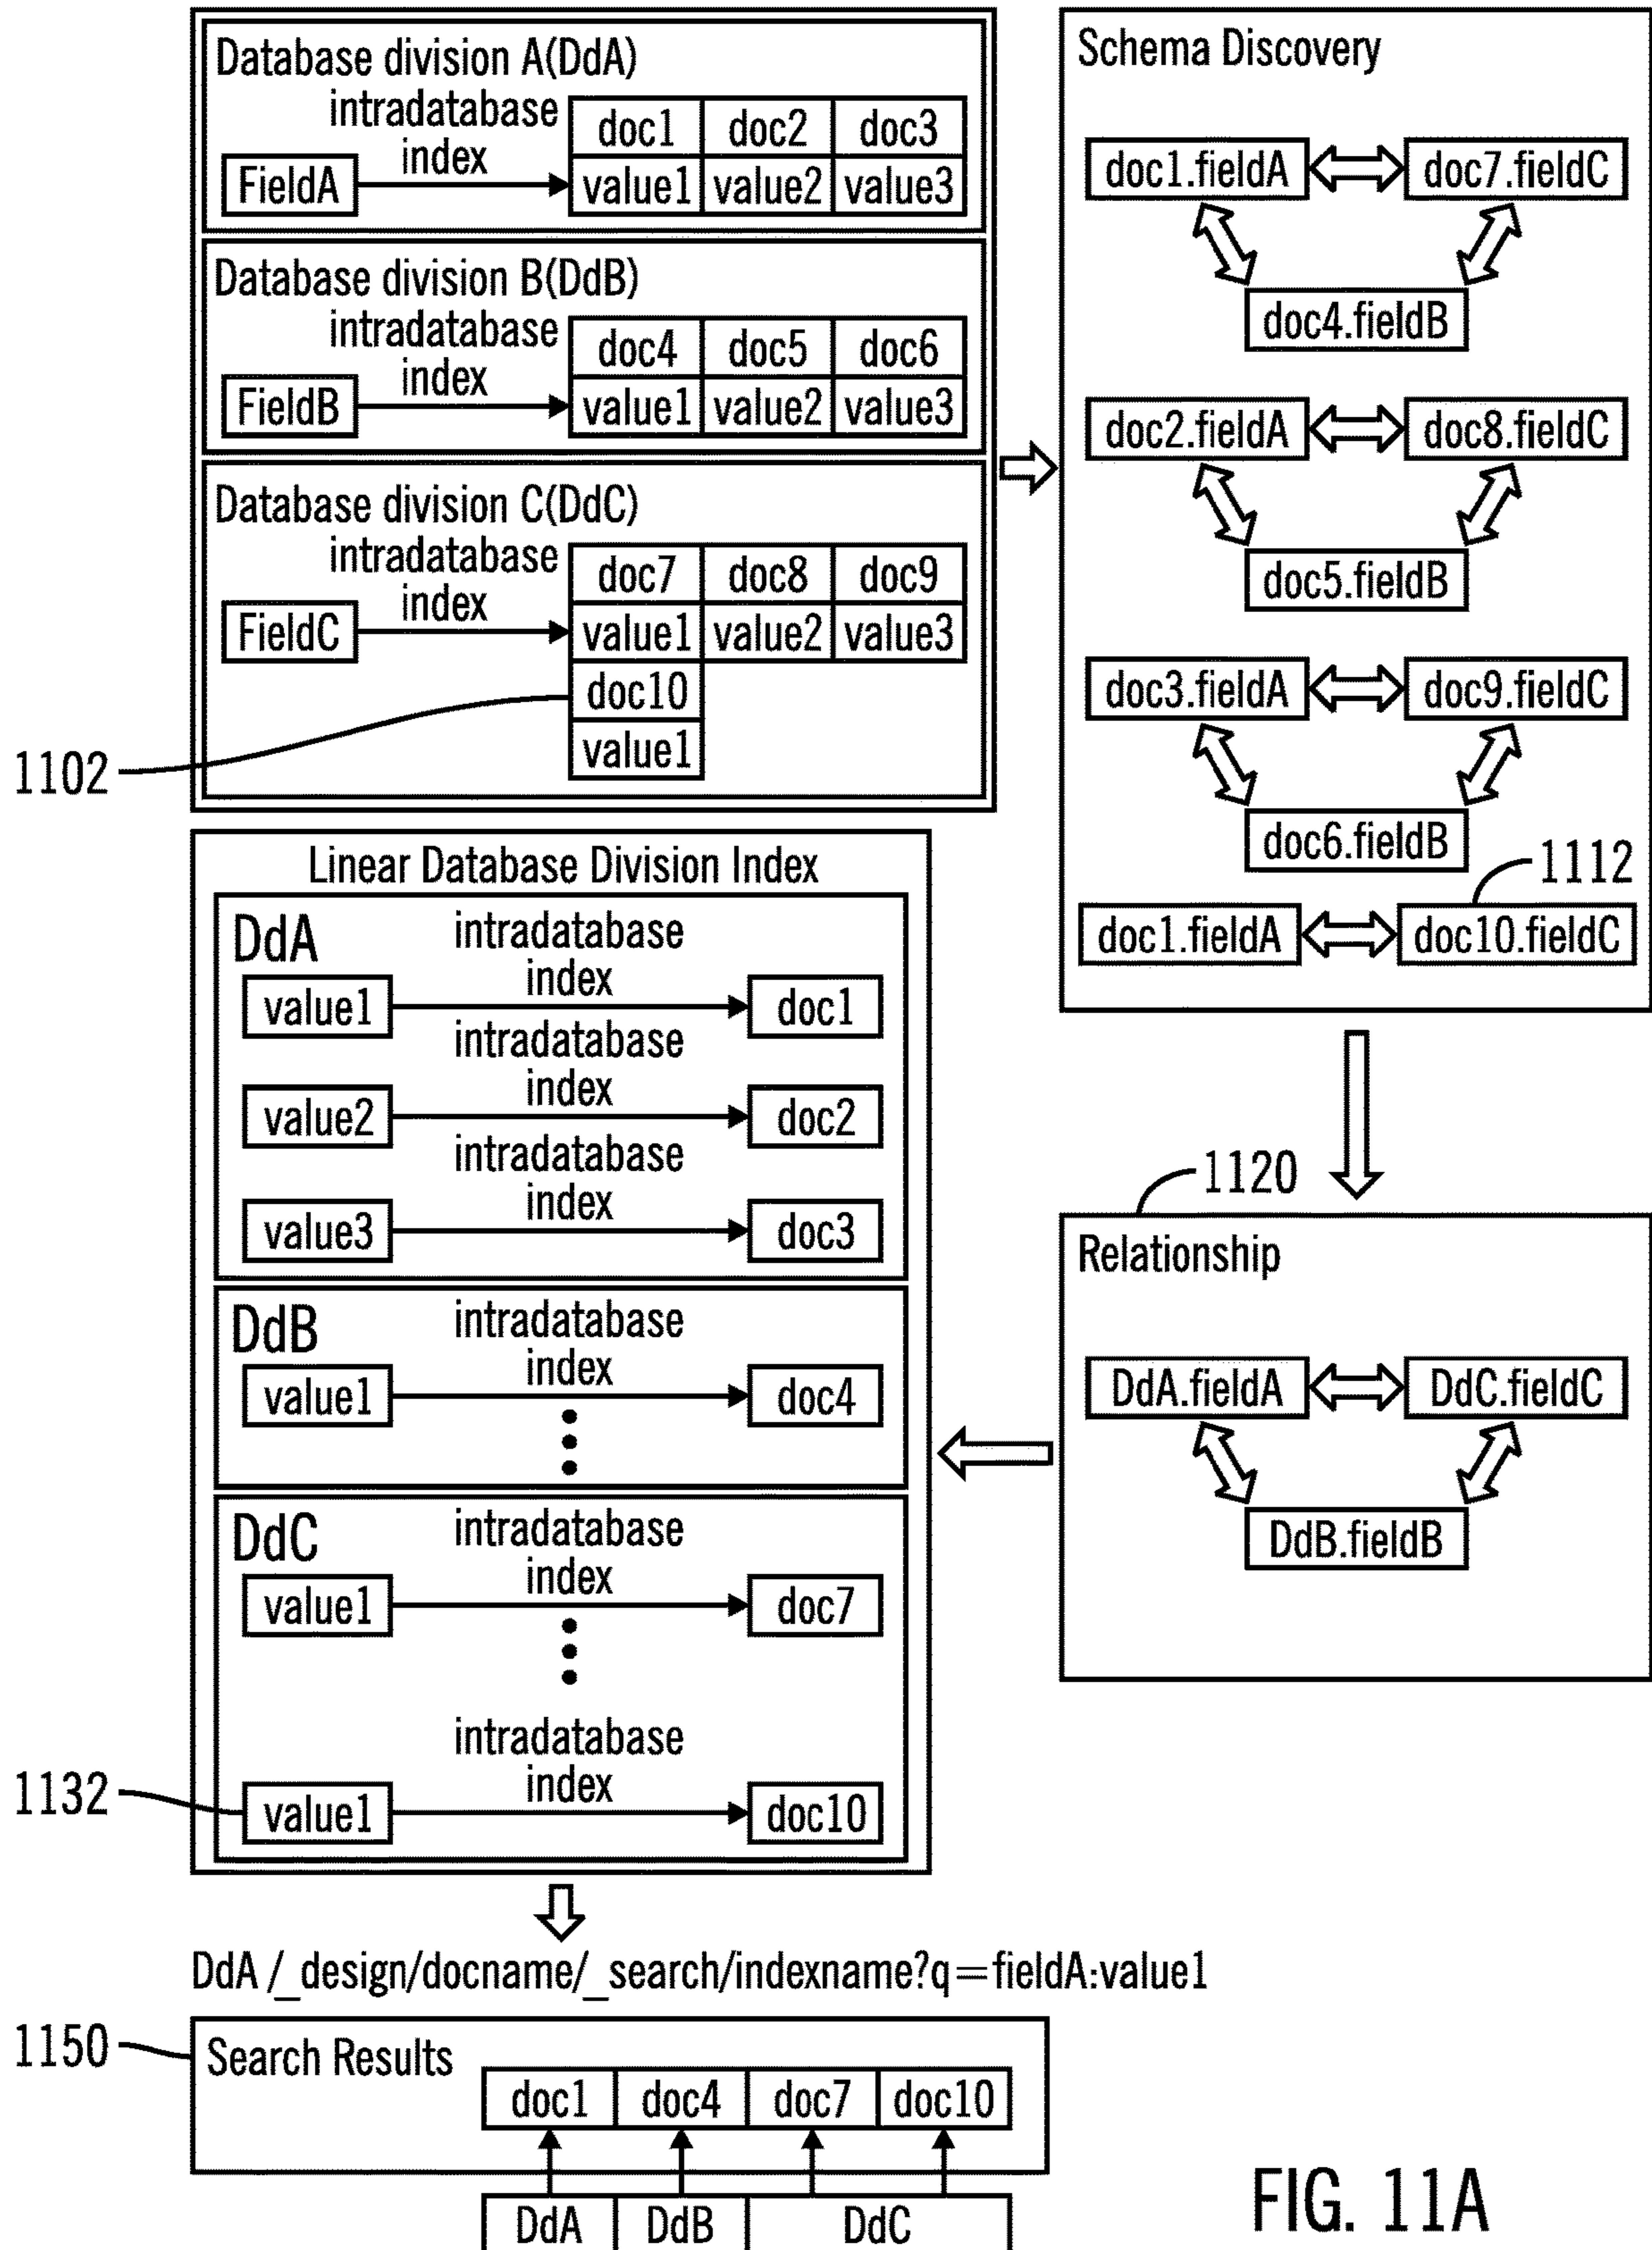 Database division A(DdA)
intradatabase
index
FieldA
doc1 doc2 doc3
value1 value2 value3
Database division B(DdB)
intradatabase
index
FieldB
doc4 doc5 doc6
value1 value2 value3
Database division C(DdC)
intradatabase
index
FieldC
doc7 doc8 doc9
value1 value2 value3
doc10
value1
1102
Schema Discovery
doc1.fieldA doc7.fieldC
doc4.fieldB
doc2.fieldA doc8.fieldC
doc5.fieldB
doc3.fieldA doc9.fieldC
doc6.fieldB
1112
doc1.fieldA doc10.fieldC
1120
Relationship
DdA.fieldA DdC.fieldC
DdB.fieldB
Linear Database Division Index
DdA
intradatabase
index
value1 doc1
intradatabase
index
value2 doc2
intradatabase
index
value3 doc3
DdB
intradatabase
index
value1 doc4
DdC
intradatabase
index
value1 doc7
intradatabase
index
1132
value1 doc10
DdA /_design/docname/_search/indexname?q=fieldA:value1
1150
Search Results
doc1 doc4 doc7 doc10
DdA DdB DdC
FIG. 11A